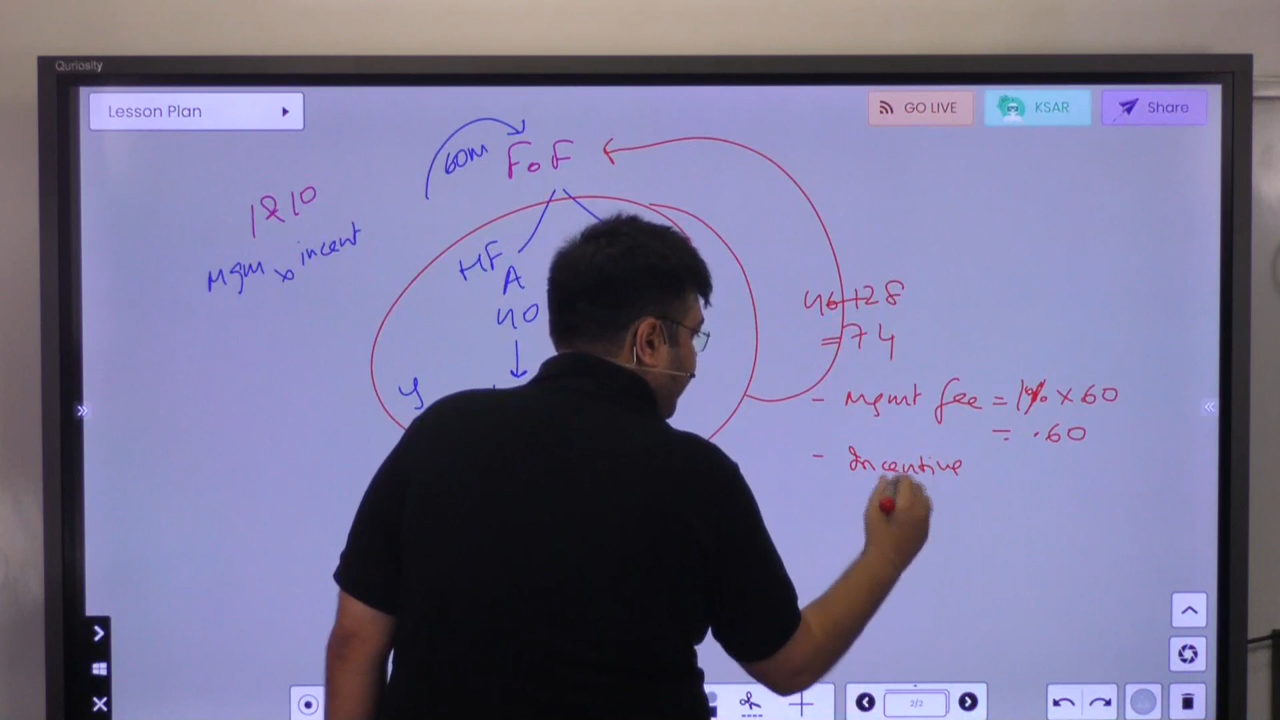 Quriosity
Lesson Plan
GO LIVE
KSAR
Share
60m
FoF
1 & 10
Mgm
incent
HF
A
40
Y
46+28
=74
- Mgmt fee = 1% x 60
= .60
- Incentive
2/2